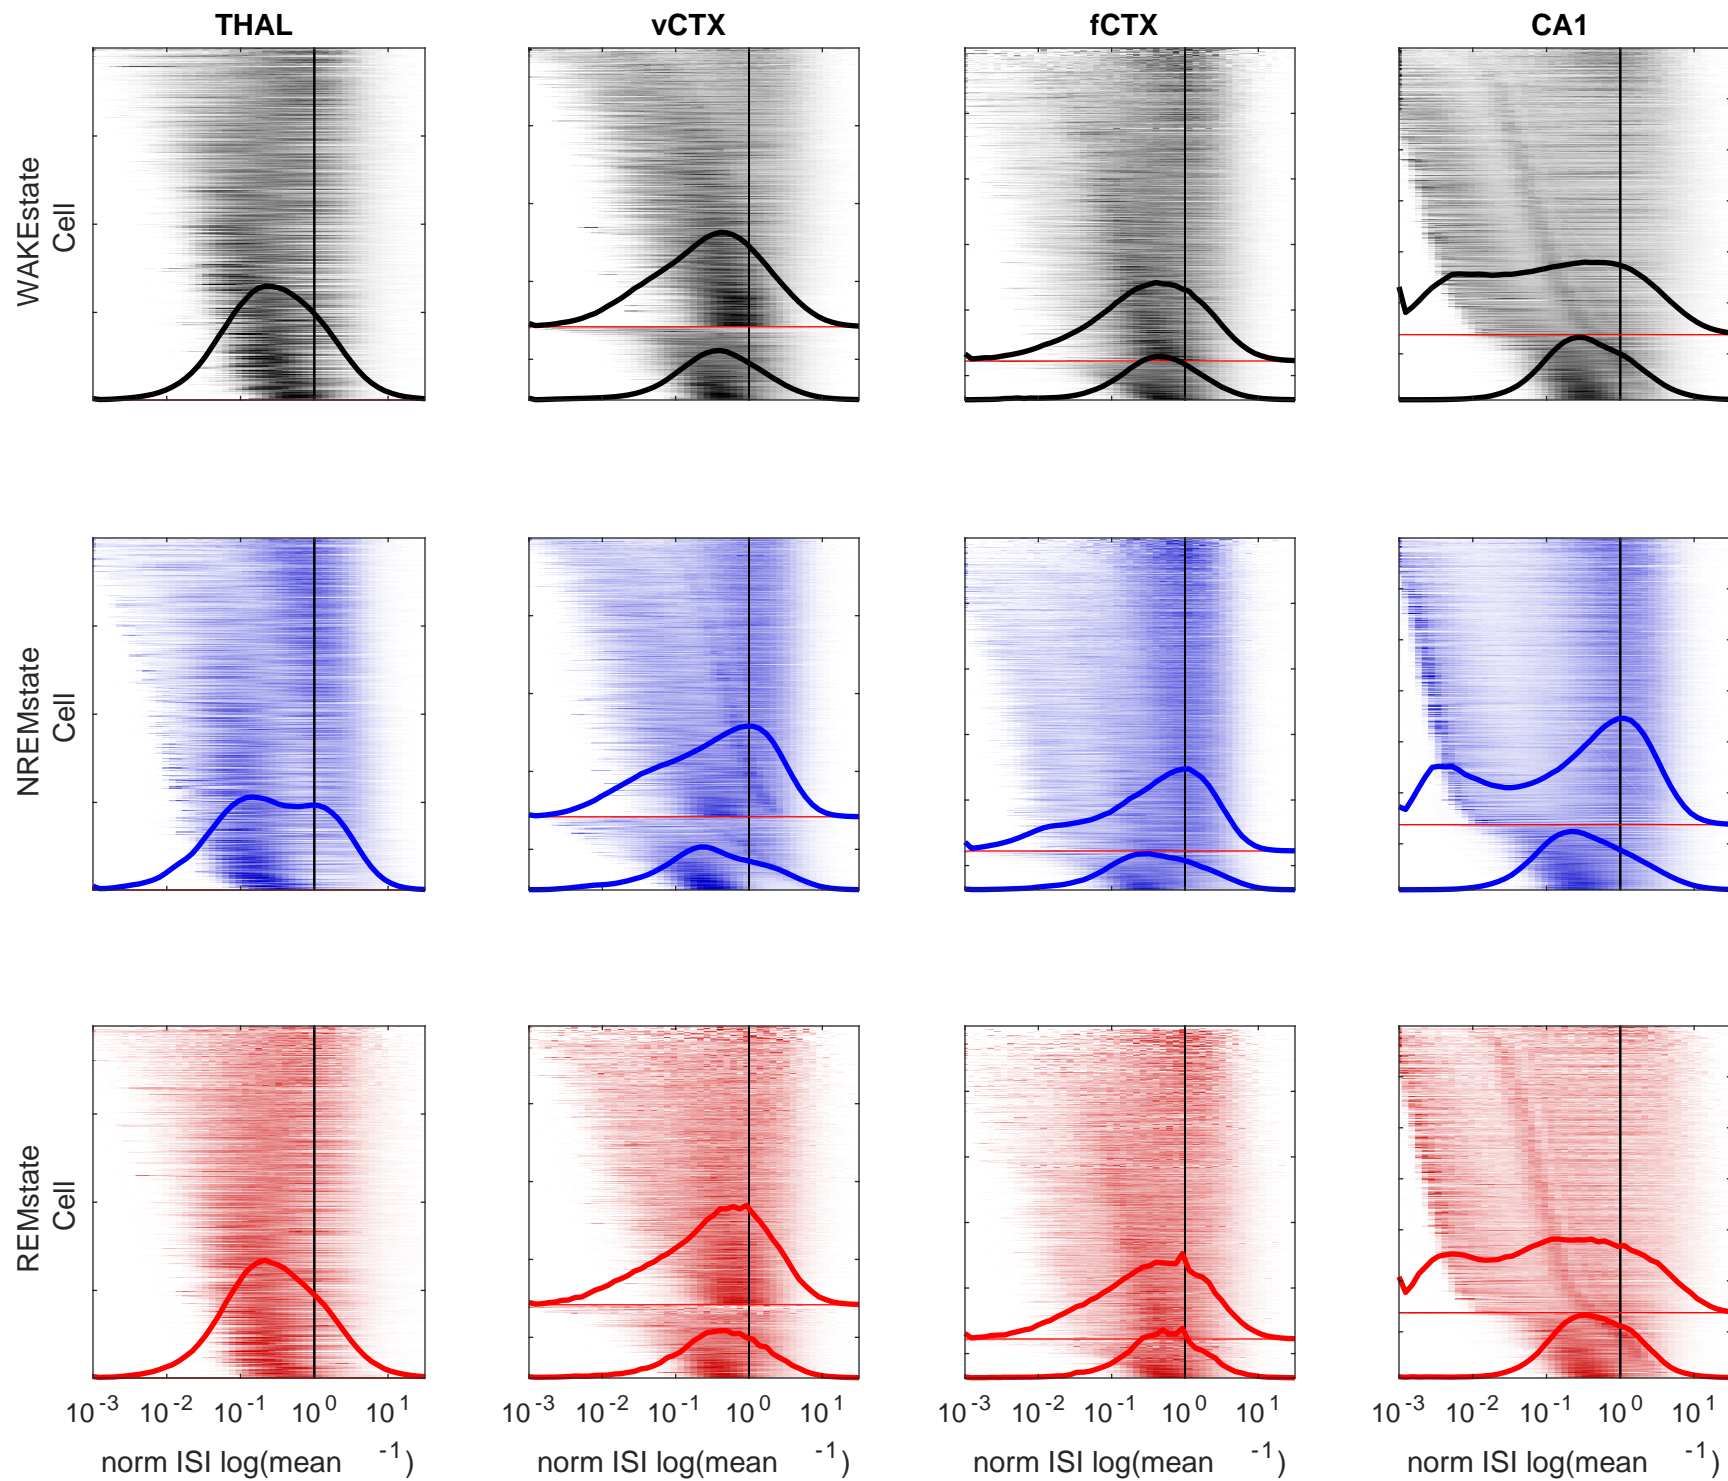 THAL
vCTX
fCTX
CA1
WAKEstate
Cell
NREMstate
Cell
REMstate
Cell
10^-3 10^-2 10^-1 10^0 10^1
10^-3 10^-2 10^-1 10^0 10^1
10^-3 10^-2 10^-1 10^0 10^1
10^-3 10^-2 10^-1 10^0 10^1
norm ISI log(mean ^-1)
norm ISI log(mean ^-1)
norm ISI log(mean ^-1)
norm ISI log(mean ^-1)